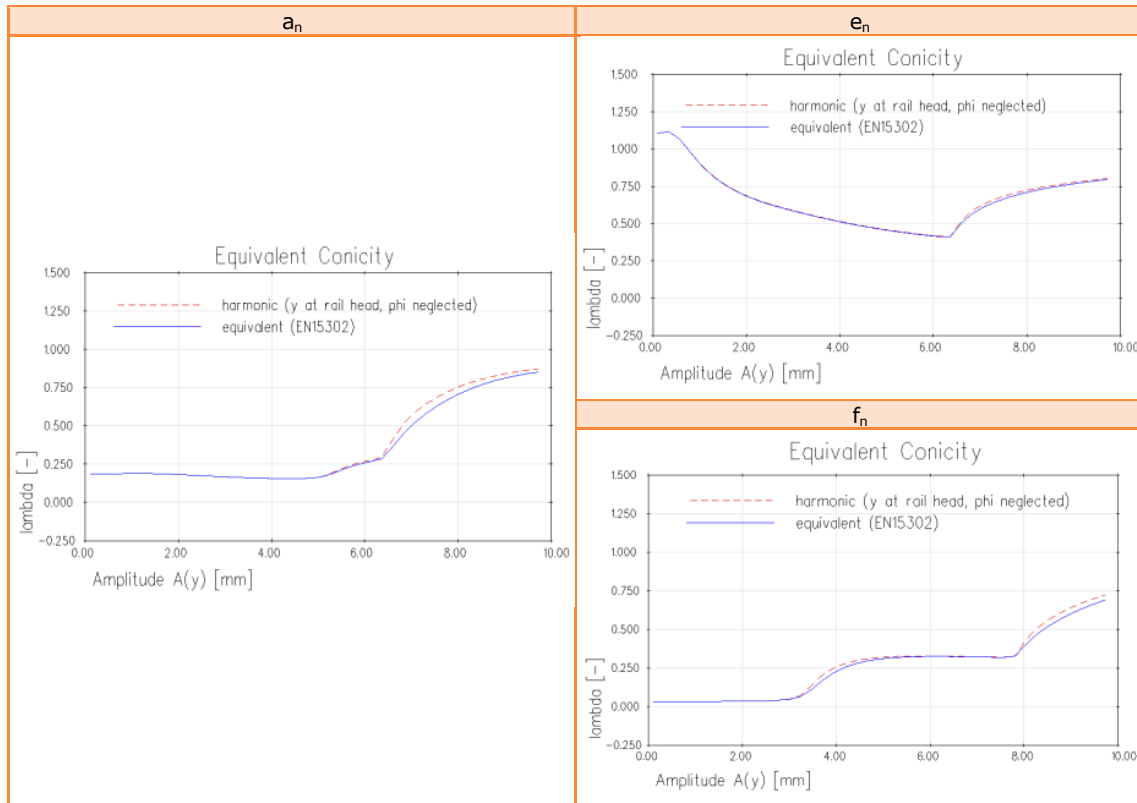 aₙ
Equivalent Conicity
1.500
1.250
1.000
0.750
0.500
0.250
0.000
-0.250
lambda [-]
harmonic (y at rail head, phi neglected)
equivalent (EN15302)
0.00 2.00 4.00 6.00 8.00 10.00
Amplitude A(y) [mm]
eₙ
Equivalent Conicity
1.500
1.250
1.000
0.750
0.500
0.250
0.000
-0.250
lambda [-]
harmonic (y at rail head, phi neglected)
equivalent (EN15302)
0.00 2.00 4.00 6.00 8.00 10.00
Amplitude A(y) [mm]
fₙ
Equivalent Conicity
1.500
1.250
1.000
0.750
0.500
0.250
0.000
-0.250
lambda [-]
harmonic (y at rail head, phi neglected)
equivalent (EN15302)
0.00 2.00 4.00 6.00 8.00 10.00
Amplitude A(y) [mm]